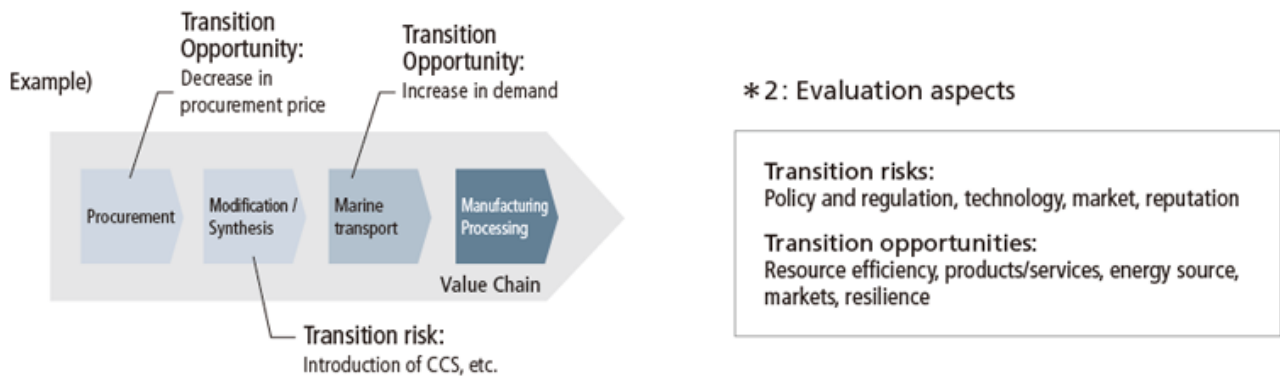 Example)
Transition
Opportunity:
Decrease in
procurement price
Transition
Opportunity:
Increase in demand
Procurement
Modification /
Synthesis
Marine
transport
Manufacturing
Processing
Value Chain
Transition risk:
Introduction of CCS, etc.
*2: Evaluation aspects
Transition risks:
Policy and regulation, technology, market, reputation
Transition opportunities:
Resource efficiency, products/services, energy source,
markets, resilience